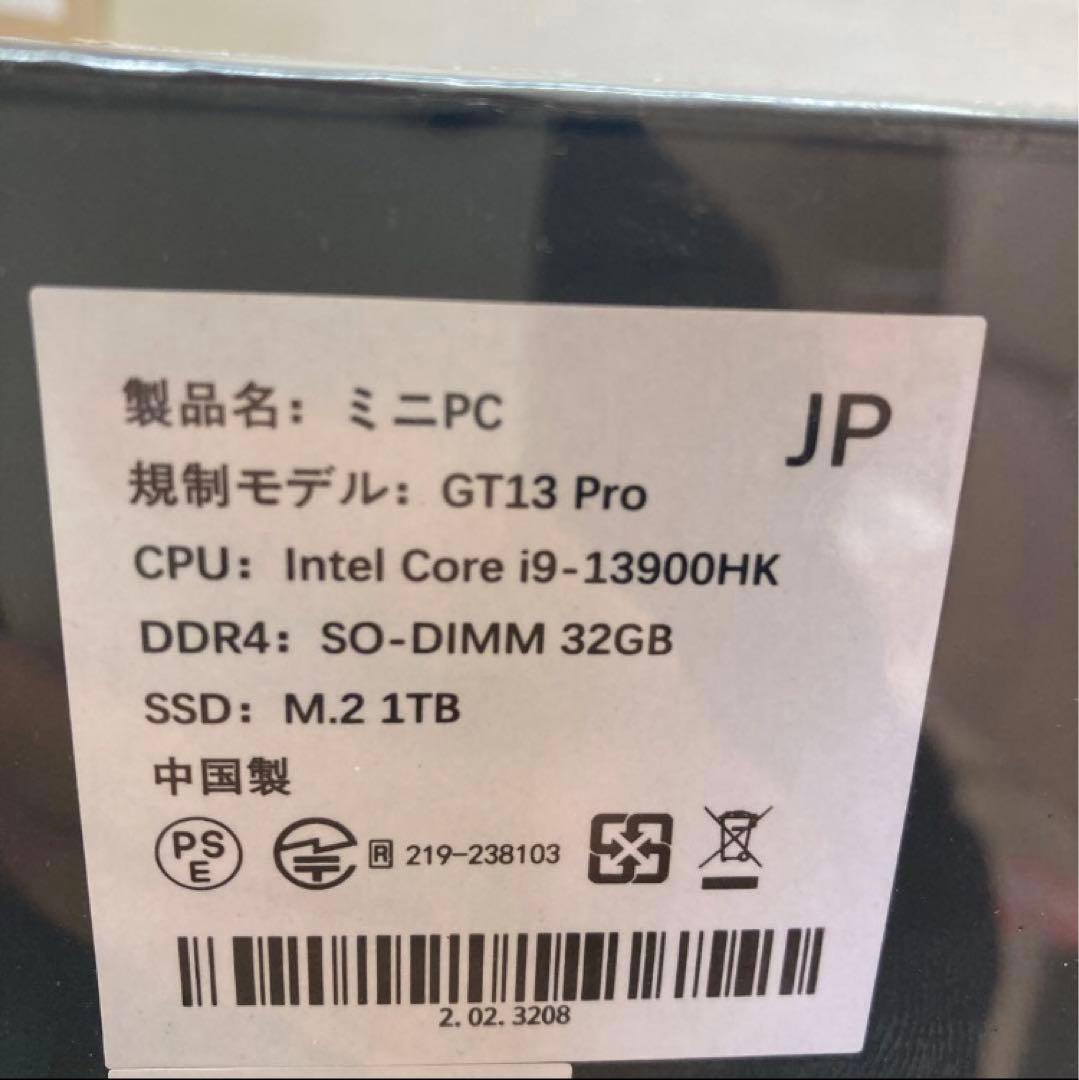 製品名： ミニPC
JP
規制モデル： GT13 Pro
CPU： Intel Core i9-13900HK
DDR4： SO-DIMM 32GB
SSD： M.2 1TB
中国製
PSE
R 219-238103
2. 02. 3208